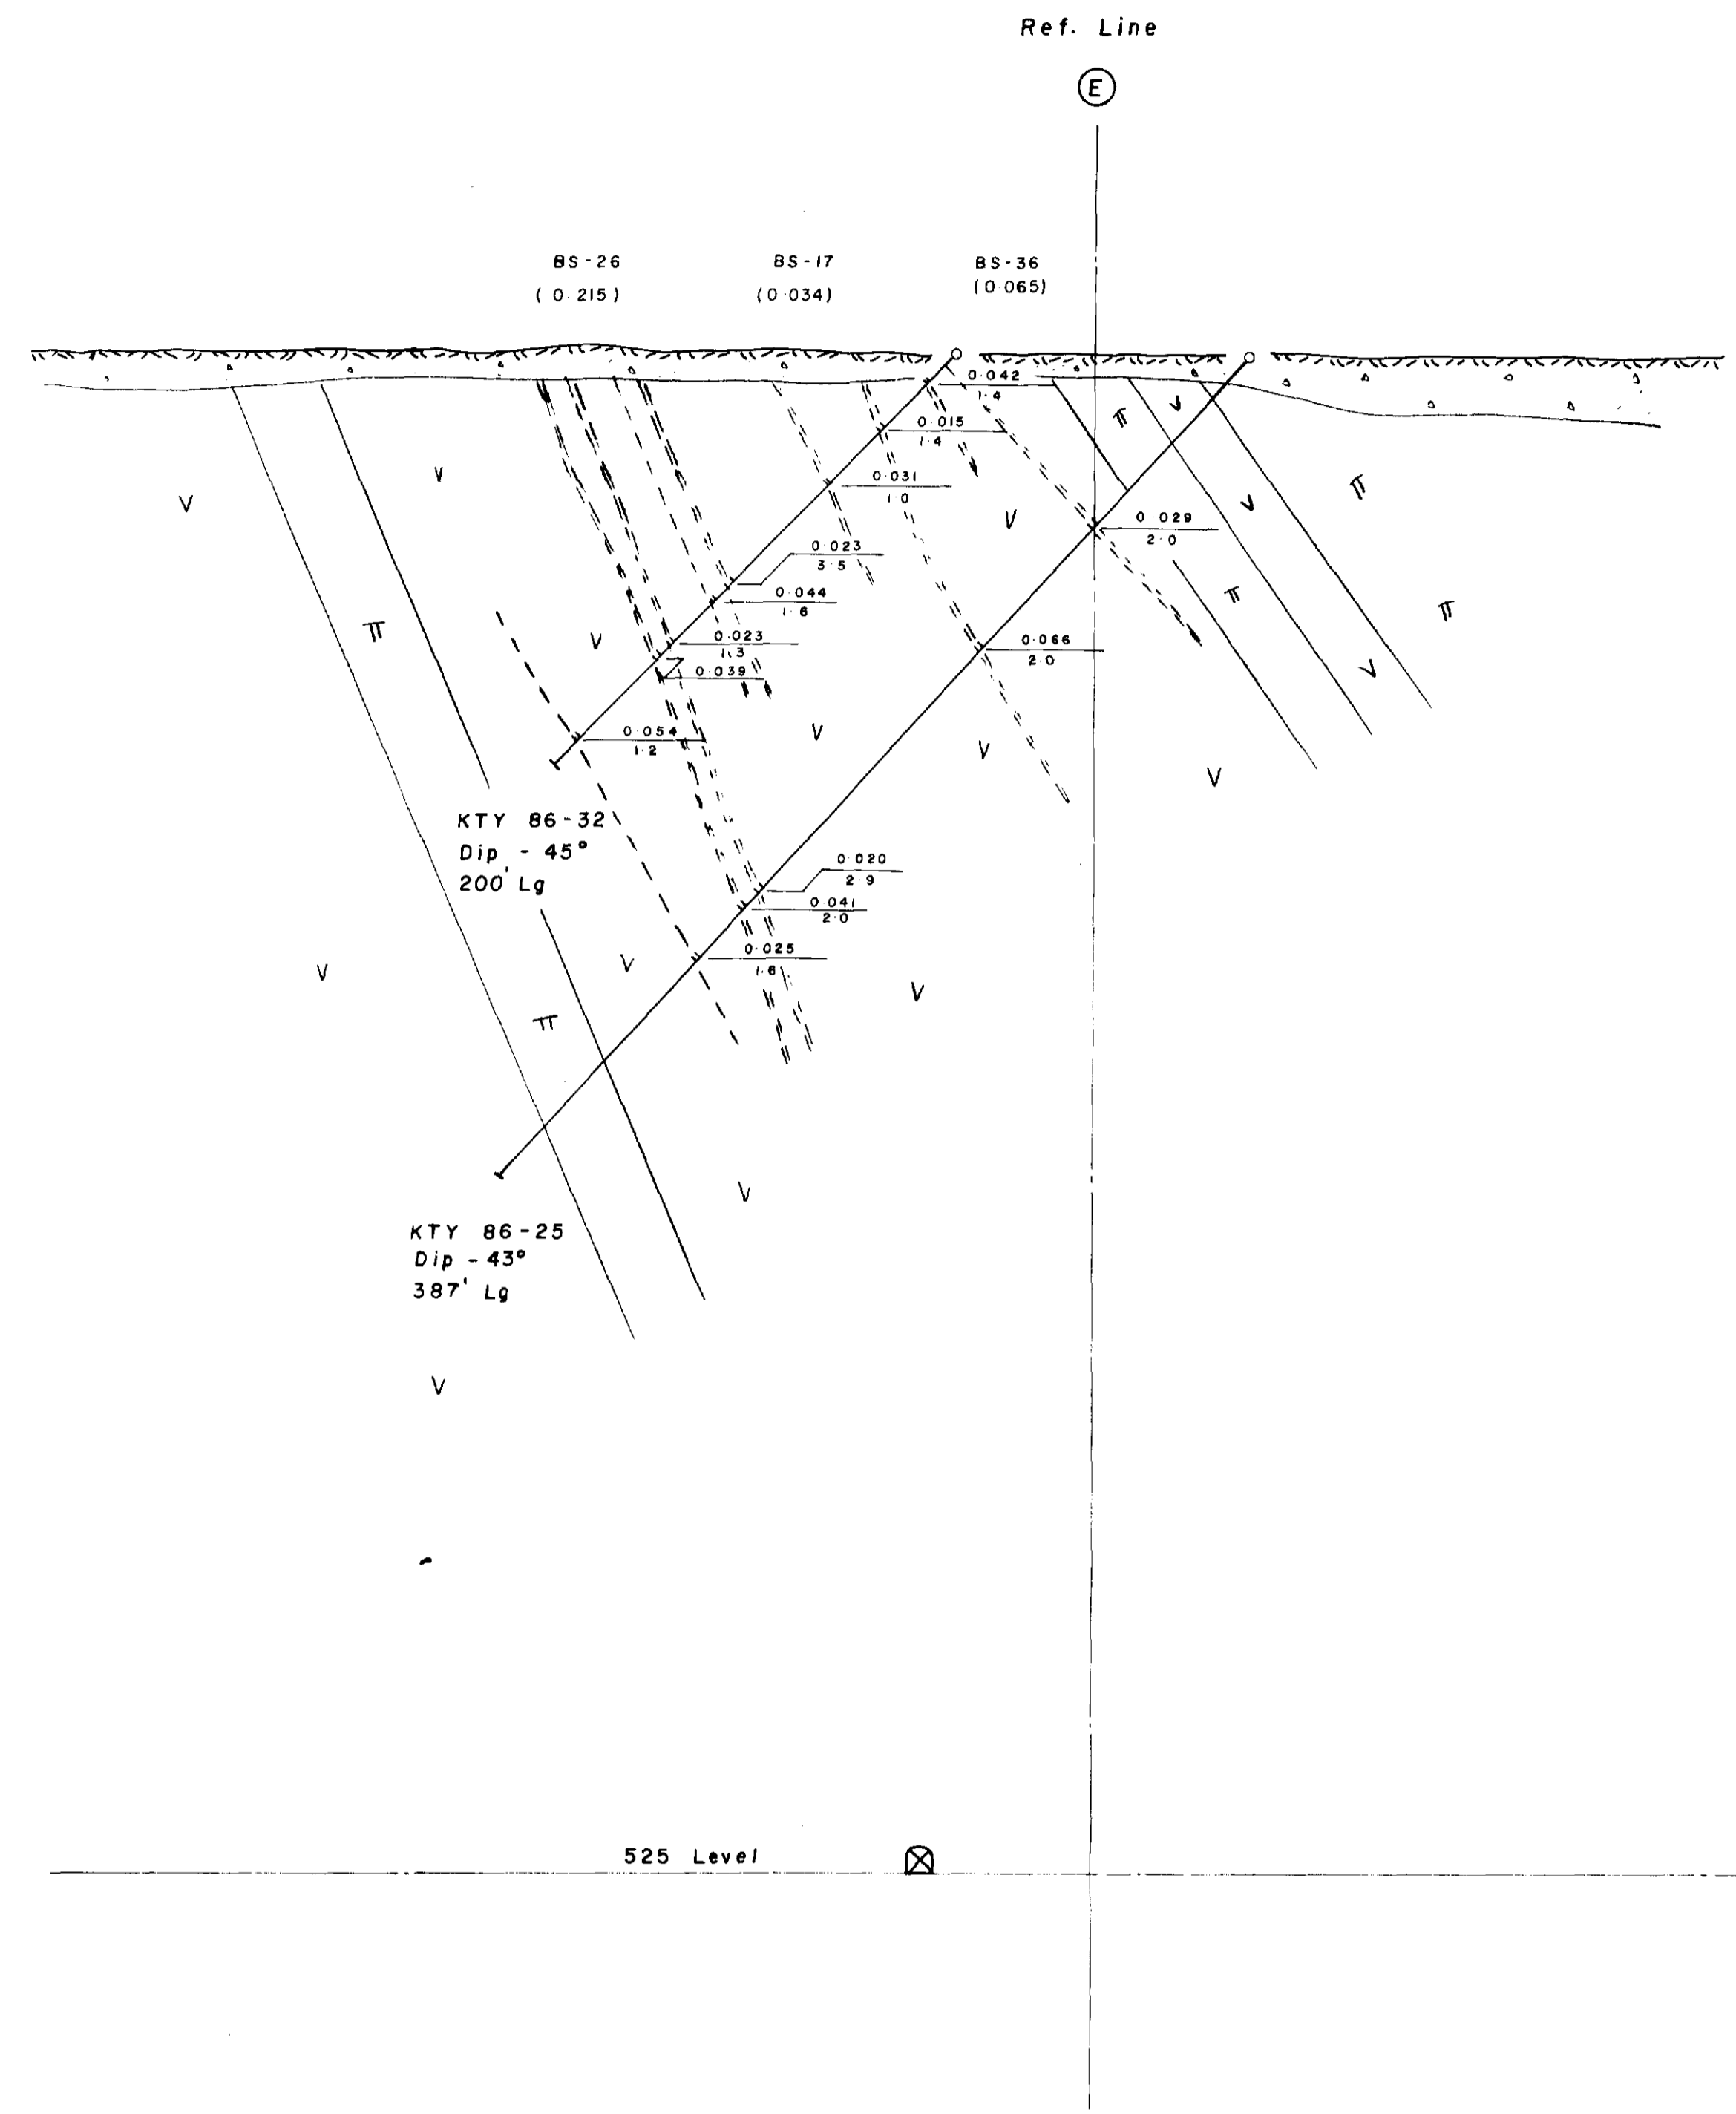 Ref. Line
E
BS-26
(0.215)
BS-17
(0.034)
BS-36
(0.065)
0.042
1.4
0.015
1.4
0.031
1.0
0.029
2.0
0.023
3.5
0.044
1.6
0.023
1.3
0.039
0.066
2.0
0.054
1.2
KTY 86-32
Dip - 45°
200' Lg
0.020
2.9
0.041
2.0
0.025
1.6
KTY 86-25
Dip - 43°
387' Lg
525 Level
π
V
π
V
π
V
V
V
π
V
π
π
V
V
V
V
V
V
V
π
V
V